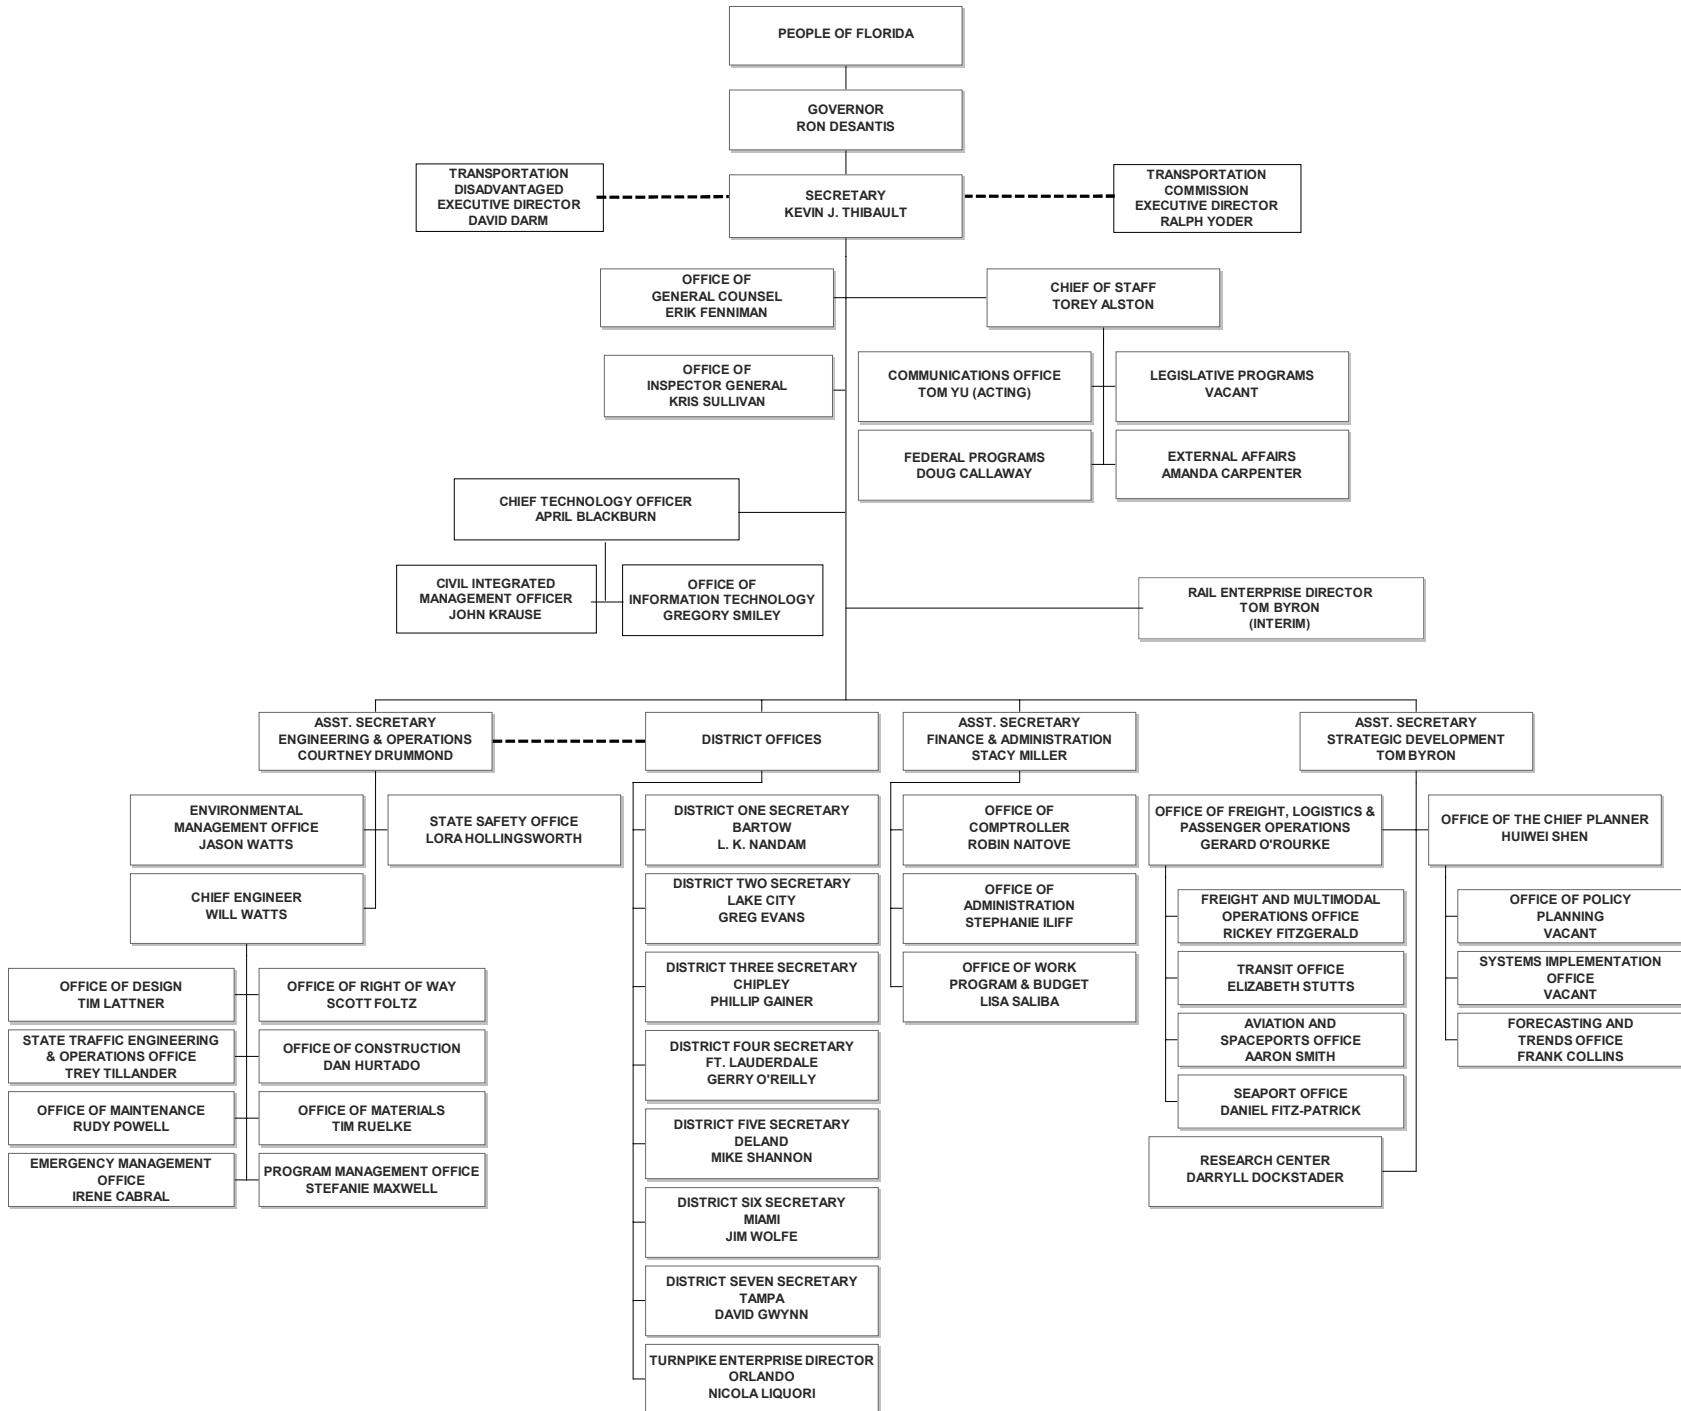 PEOPLE OF FLORIDA
GOVERNOR
RON DESANTIS
TRANSPORTATION
DISADVANTAGED
EXECUTIVE DIRECTOR
DAVID DARM
SECRETARY
KEVIN J. THIBAULT
TRANSPORTATION
COMMISSION
EXECUTIVE DIRECTOR
RALPH YODER
OFFICE OF
GENERAL COUNSEL
ERIK FENNIMAN
CHIEF OF STAFF
TOREY ALSTON
OFFICE OF
INSPECTOR GENERAL
KRIS SULLIVAN
COMMUNICATIONS OFFICE
TOM YU (ACTING)
LEGISLATIVE PROGRAMS
VACANT
FEDERAL PROGRAMS
DOUG CALLAWAY
EXTERNAL AFFAIRS
AMANDA CARPENTER
CHIEF TECHNOLOGY OFFICER
APRIL BLACKBURN
CIVIL INTEGRATED
MANAGEMENT OFFICER
JOHN KRAUSE
OFFICE OF
INFORMATION TECHNOLOGY
GREGORY SMILEY
RAIL ENTERPRISE DIRECTOR
TOM BYRON
(INTERIM)
ASST. SECRETARY
ENGINEERING & OPERATIONS
COURTNEY DRUMMOND
DISTRICT OFFICES
ASST. SECRETARY
FINANCE & ADMINISTRATION
STACY MILLER
ASST. SECRETARY
STRATEGIC DEVELOPMENT
TOM BYRON
ENVIRONMENTAL
MANAGEMENT OFFICE
JASON WATTS
STATE SAFETY OFFICE
LORA HOLLINGSWORTH
CHIEF ENGINEER
WILL WATTS
OFFICE OF DESIGN
TIM LATTNER
OFFICE OF RIGHT OF WAY
SCOTT FOLTZ
STATE TRAFFIC ENGINEERING
& OPERATIONS OFFICE
TREY TILLANDER
OFFICE OF CONSTRUCTION
DAN HURTADO
OFFICE OF MAINTENANCE
RUDY POWELL
OFFICE OF MATERIALS
TIM RUELKE
EMERGENCY MANAGEMENT
OFFICE
IRENE CABRAL
PROGRAM MANAGEMENT OFFICE
STEFANIE MAXWELL
DISTRICT ONE SECRETARY
BARTOW
L. K. NANDAM
DISTRICT TWO SECRETARY
LAKE CITY
GREG EVANS
DISTRICT THREE SECRETARY
CHIPLEY
PHILLIP GAINER
DISTRICT FOUR SECRETARY
FT. LAUDERDALE
GERRY O'REILLY
DISTRICT FIVE SECRETARY
DELAND
MIKE SHANNON
DISTRICT SIX SECRETARY
MIAMI
JIM WOLFE
DISTRICT SEVEN SECRETARY
TAMPA
DAVID GWYNN
TURNPIKE ENTERPRISE DIRECTOR
ORLANDO
NICOLA LIQUORI
OFFICE OF
COMPTROLLER
ROBIN NAITOVE
OFFICE OF
ADMINISTRATION
STEPHANIE ILIFF
OFFICE OF WORK
PROGRAM & BUDGET
LISA SALIBA
OFFICE OF FREIGHT, LOGISTICS &
PASSENGER OPERATIONS
GERARD O'ROURKE
FREIGHT AND MULTIMODAL
OPERATIONS OFFICE
RICKEY FITZGERALD
TRANSIT OFFICE
ELIZABETH STUTTS
AVIATION AND
SPACEPORTS OFFICE
AARON SMITH
SEAPORT OFFICE
DANIEL FITZ-PATRICK
RESEARCH CENTER
DARRYLL DOCKSTADER
OFFICE OF THE CHIEF PLANNER
HUIWEI SHEN
OFFICE OF POLICY
PLANNING
VACANT
SYSTEMS IMPLEMENTATION
OFFICE
VACANT
FORECASTING AND
TRENDS OFFICE
FRANK COLLINS